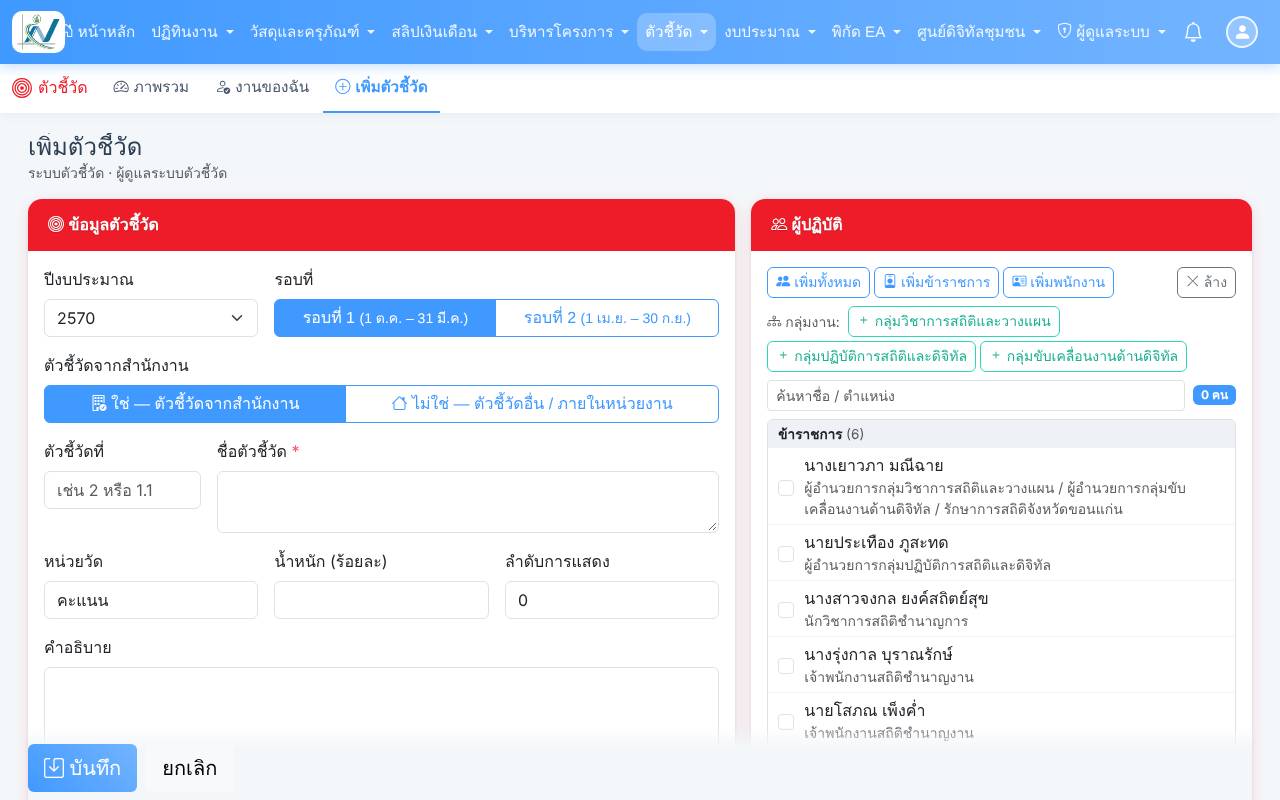 หน้าหลัก ปฏิทินงาน วัสดุและครุภัณฑ์ สลิปเงินเดือน บริหารโครงการ ตัวชี้วัด งบประมาณ พิกัด EA ศูนย์ดิจิทัลชุมชน ผู้ดูแลระบบ
ตัวชี้วัด ภาพรวม งานของฉัน เพิ่มตัวชี้วัด
เพิ่มตัวชี้วัด
ระบบตัวชี้วัด · ผู้ดูแลระบบตัวชี้วัด
ข้อมูลตัวชี้วัด
ปีงบประมาณ รอบที่
2570 รอบที่ 1 (1 ต.ค. – 31 มี.ค.) รอบที่ 2 (1 เม.ย. – 30 ก.ย.)
ตัวชี้วัดจากสำนักงาน
ใช่ — ตัวชี้วัดจากสำนักงาน ไม่ใช่ — ตัวชี้วัดอื่น / ภายในหน่วยงาน
ตัวชี้วัดที่ ชื่อตัวชี้วัด *
เช่น 2 หรือ 1.1
หน่วยวัด น้ำหนัก (ร้อยละ) ลำดับการแสดง
คะแนน 0
คำอธิบาย
บันทึก ยกเลิก
ผู้ปฏิบัติ
เพิ่มทั้งหมด เพิ่มข้าราชการ เพิ่มพนักงาน ล้าง
กลุ่มงาน: + กลุ่มวิชาการสถิติและวางแผน
+ กลุ่มปฏิบัติการสถิติและดิจิทัล + กลุ่มขับเคลื่อนงานด้านดิจิทัล
ค้นหาชื่อ / ตำแหน่ง 0 คน
ข้าราชการ (6)
นางเยาวภา มณีฉาย
ผู้อำนวยการกลุ่มวิชาการสถิติและวางแผน / ผู้อำนวยการกลุ่มขับ
เคลื่อนงานด้านดิจิทัล / รักษาการสถิติจังหวัดขอนแก่น
นายประเทือง ภูสะทด
ผู้อำนวยการกลุ่มปฏิบัติการสถิติและดิจิทัล
นางสาวจงกล ยงค์สถิตย์สุข
นักวิชาการสถิติชำนาญการ
นางรุ่งกาล บุราณรักษ์
เจ้าพนักงานสถิติชำนาญงาน
นายโสภณ เพ็งค่ำ
เจ้าพนักงานสถิติชำนาญงาน